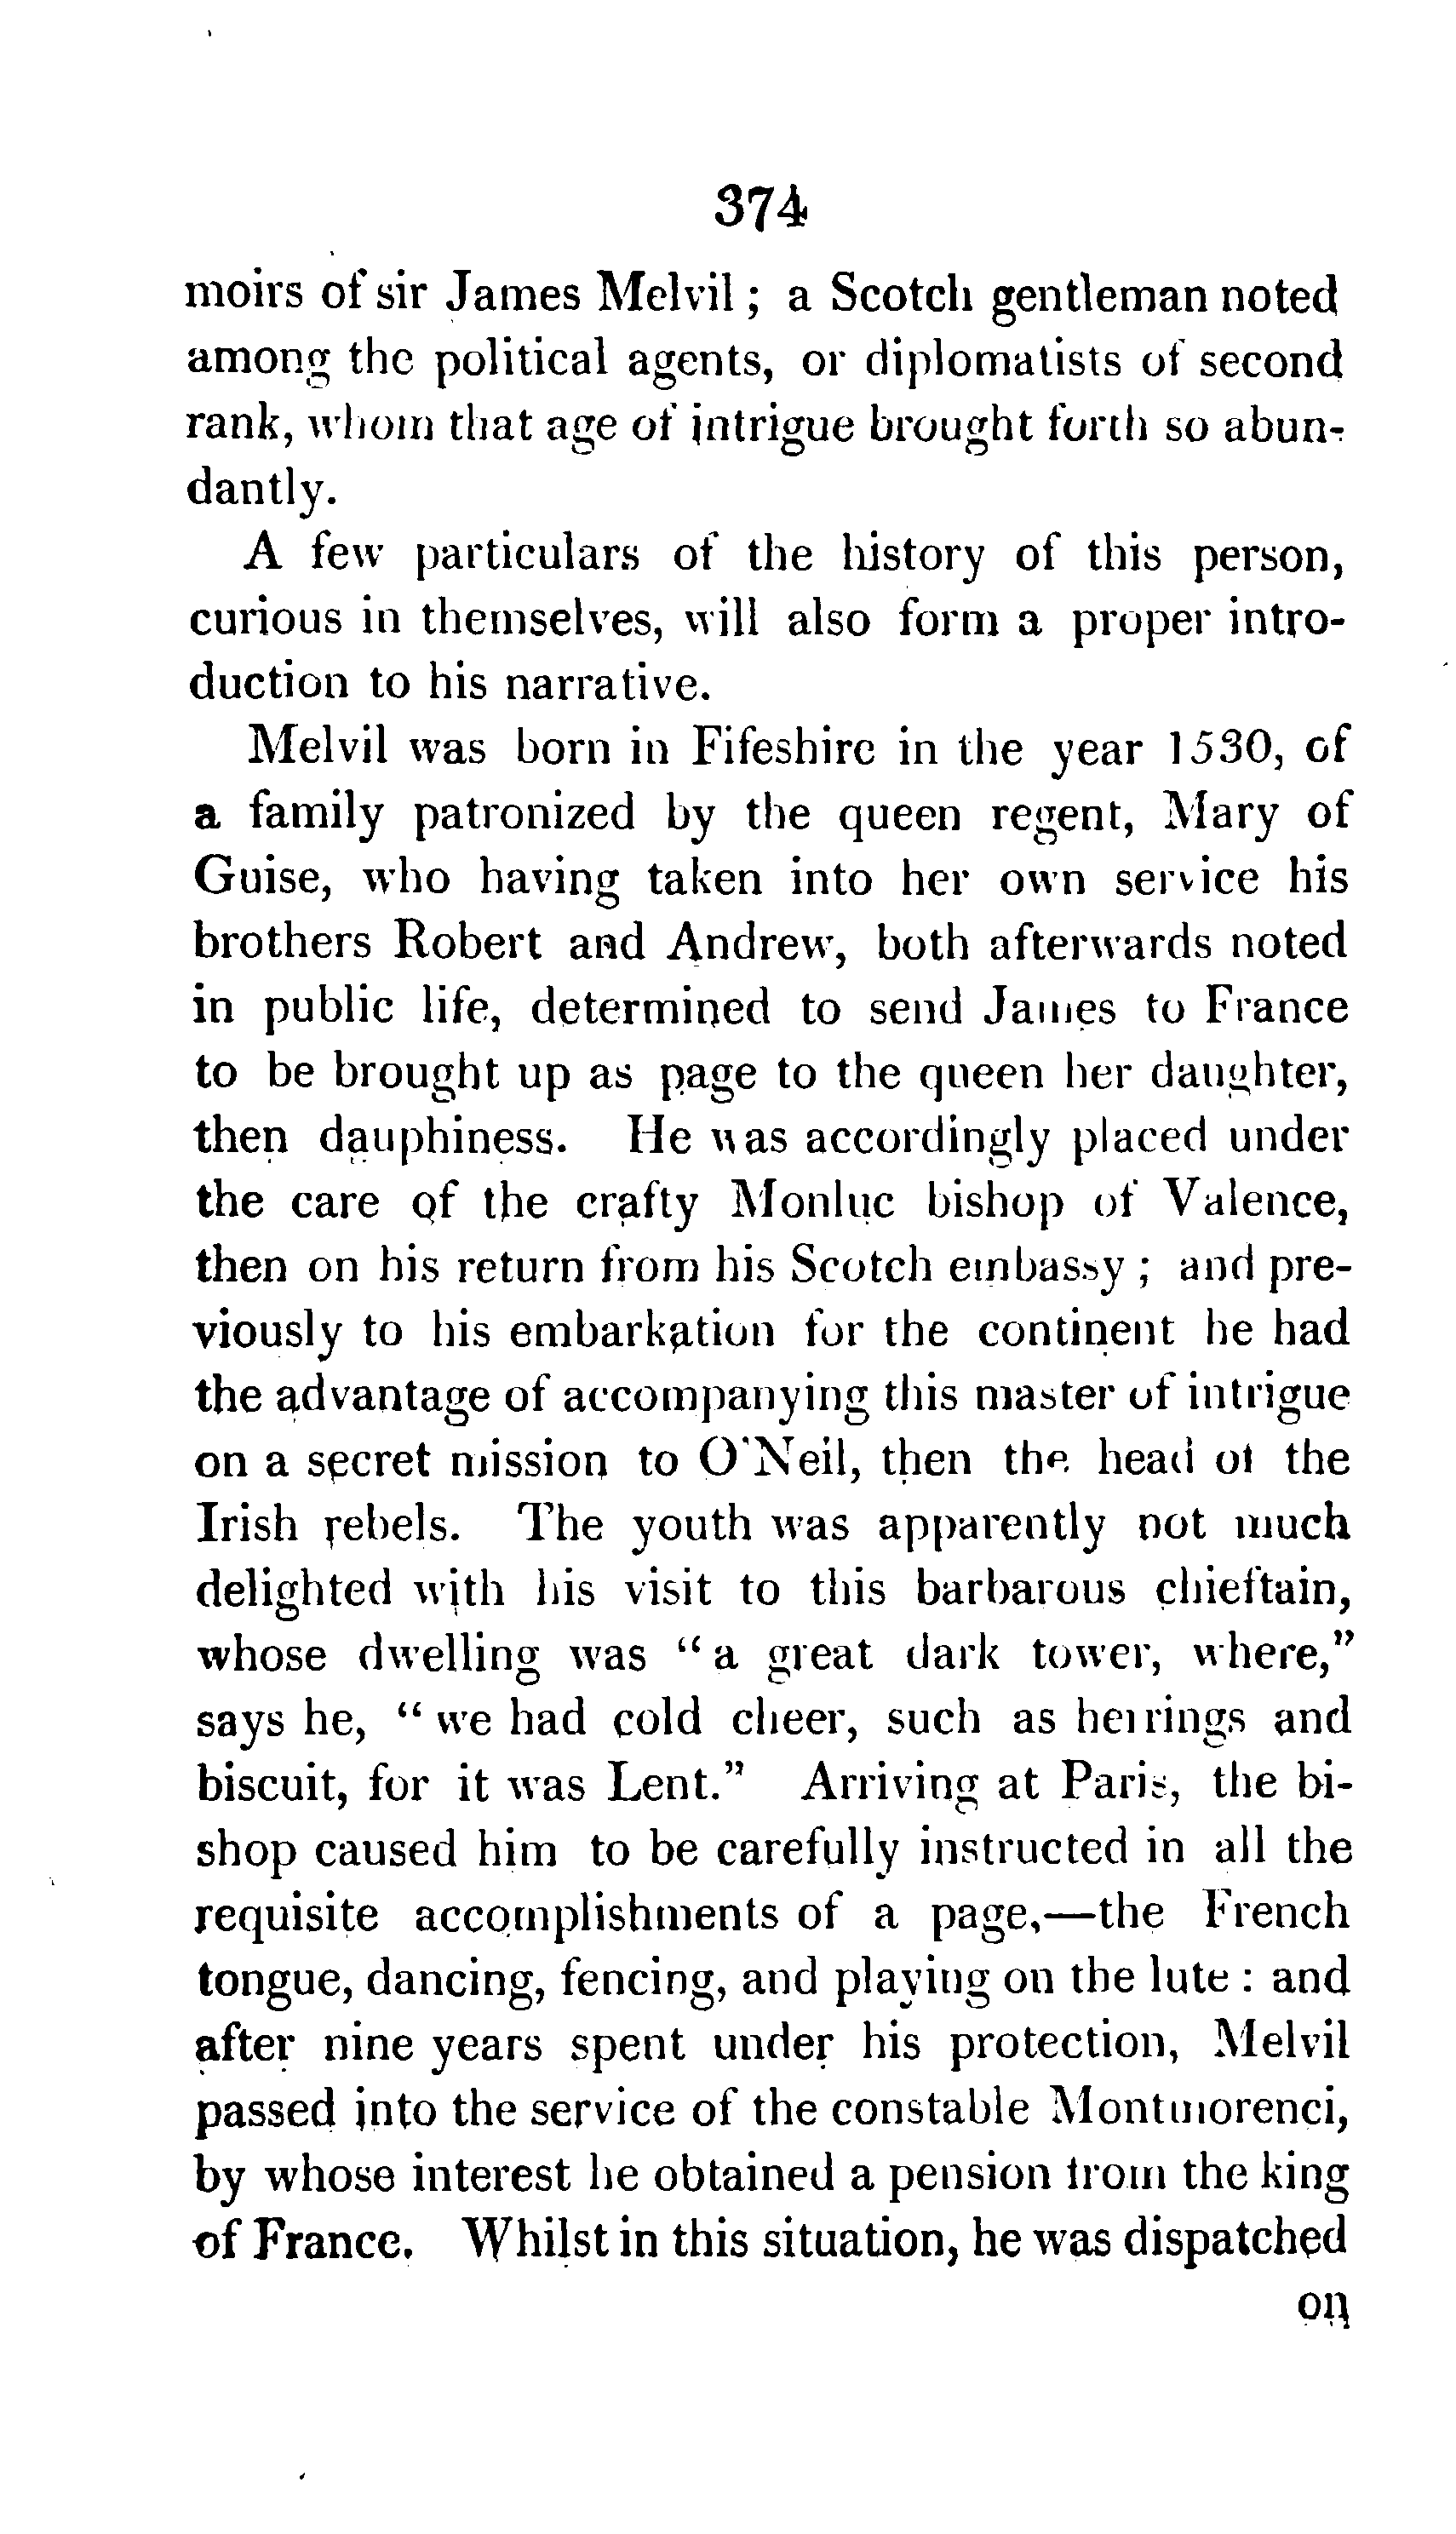 374
moirs of sir James Melvil ; a Scotch gentleman noted
among the political agents, or diplomatists of second
rank, whom that age of intrigue brought forth so abun-
dantly.
A few particulars of the history of this person,
curious in themselves, will also form a proper intro-
duction to his narrative.
Melvil was born in Fifeshire in the year 1530, of
a family patronized by the queen regent, Mary of
Guise, who having taken into her own service his
brothers Robert and Andrew, both afterwards noted
in public life, determined to send James to France
to be brought up as page to the queen her daughter,
then dauphiness. He was accordingly placed under
the care of the crafty Monluc bishop of Valence,
then on his return from his Scotch embassy ; and pre-
viously to his embarkation for the continent he had
the advantage of accompanying this master of intrigue
on a secret mission to O'Neil, then the head of the
Irish rebels. The youth was apparently not much
delighted with his visit to this barbarous chieftain,
whose dwelling was " a great dark tower, where,"
says he, " we had cold cheer, such as herrings and
biscuit, for it was Lent." Arriving at Paris, the bi-
shop caused him to be carefully instructed in all the
requisite accomplishments of a page,—the French
tongue, dancing, fencing, and playing on the lute : and
after nine years spent under his protection, Melvil
passed into the service of the constable Montmorenci,
by whose interest he obtained a pension from the king
of France. Whilst in this situation, he was dispatched
on